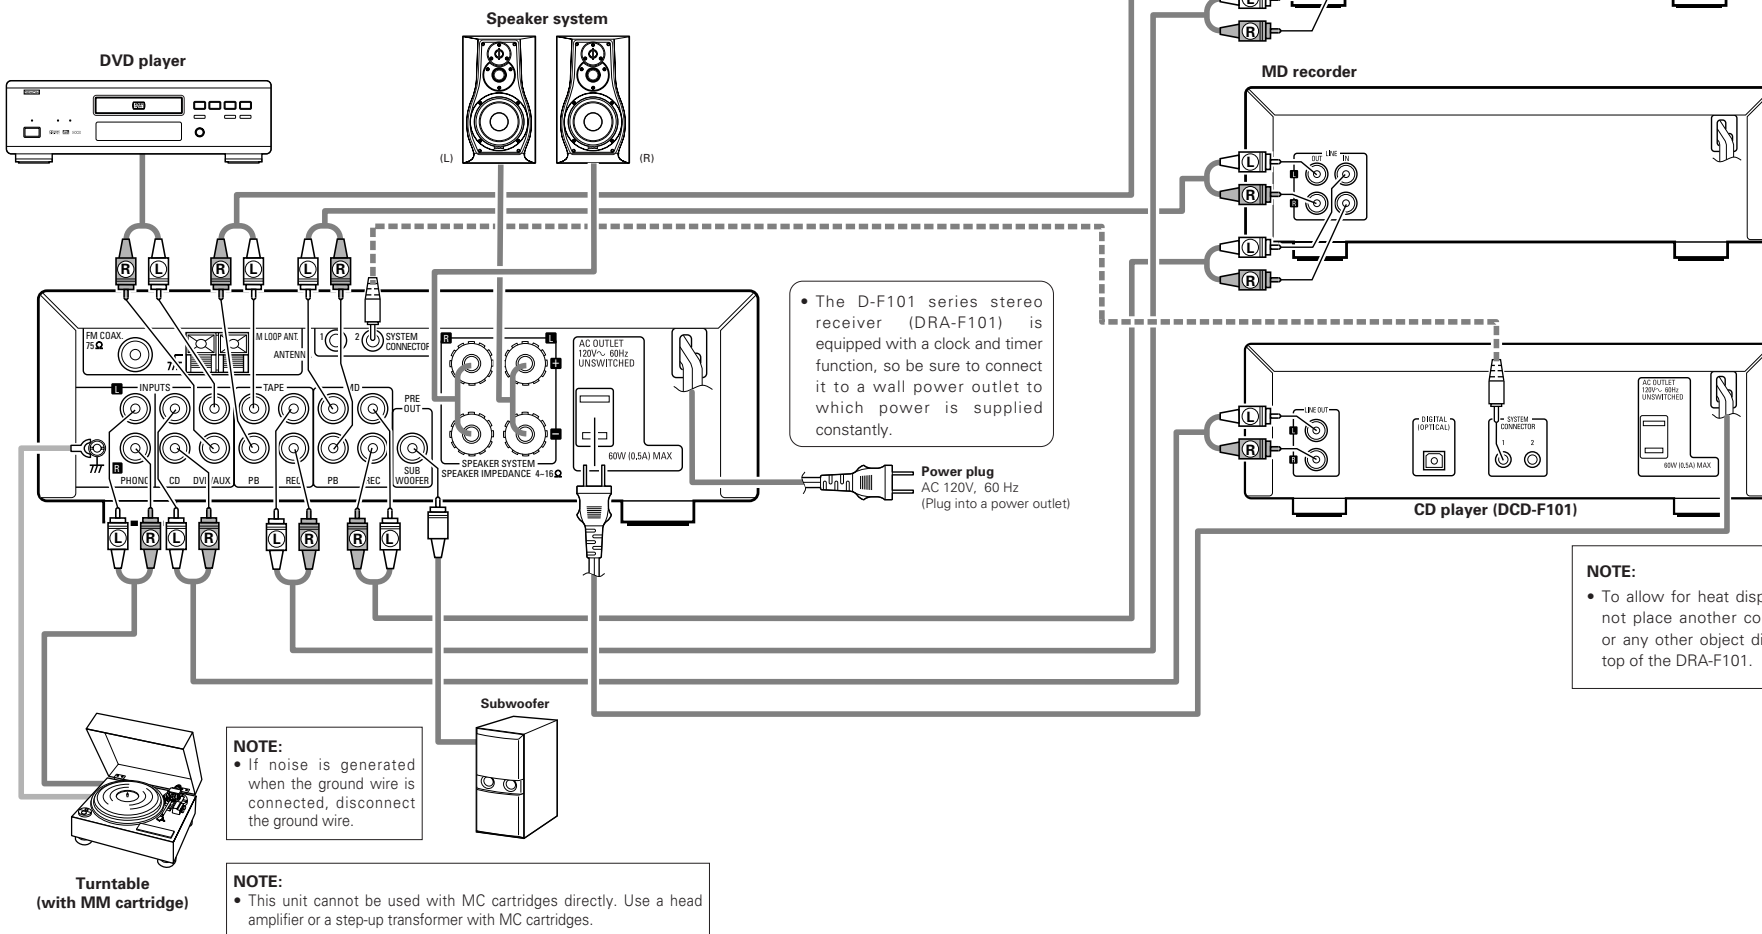 Speaker system
DVD player
(L)
(R)
L
R
MD recorder
L
R
L
R
LINE
OUT IN
L
R
R L
R L
L R
FM COAX.
75Ω
M LOOP ANT.
ANTENN
1 2 SYSTEM
CONNECTOR
R L
+
−
AC OUTLET
120V~ 60Hz
UNSWITCHED
60W (0,5A) MAX
L
INPUTS TAPE MD
PRE
OUT
R
PHONO CD DVD/AUX PB REC PB REC
SUB
WOOFER
SPEAKER SYSTEM
SPEAKER IMPEDANCE 4–16Ω
L R L R L R R L
• The D-F101 series stereo
receiver (DRA-F101) is
equipped with a clock and timer
function, so be sure to connect
it to a wall power outlet to
which power is supplied
constantly.
Power plug
AC 120V, 60 Hz
(Plug into a power outlet)
L
R
LINE OUT
L
R
DIGITAL
(OPTICAL)
SYSTEM
CONNECTOR
1 2
AC OUTLET
120V~ 60Hz
UNSWITCHED
60W (0,5A) MAX
CD player (DCD-F101)
NOTE:
• To allow for heat disp
not place another co
or any other object di
top of the DRA-F101.
Subwoofer
NOTE:
• If noise is generated
when the ground wire is
connected, disconnect
the ground wire.
Turntable
(with MM cartridge)
NOTE:
• This unit cannot be used with MC cartridges directly. Use a head
amplifier or a step-up transformer with MC cartridges.